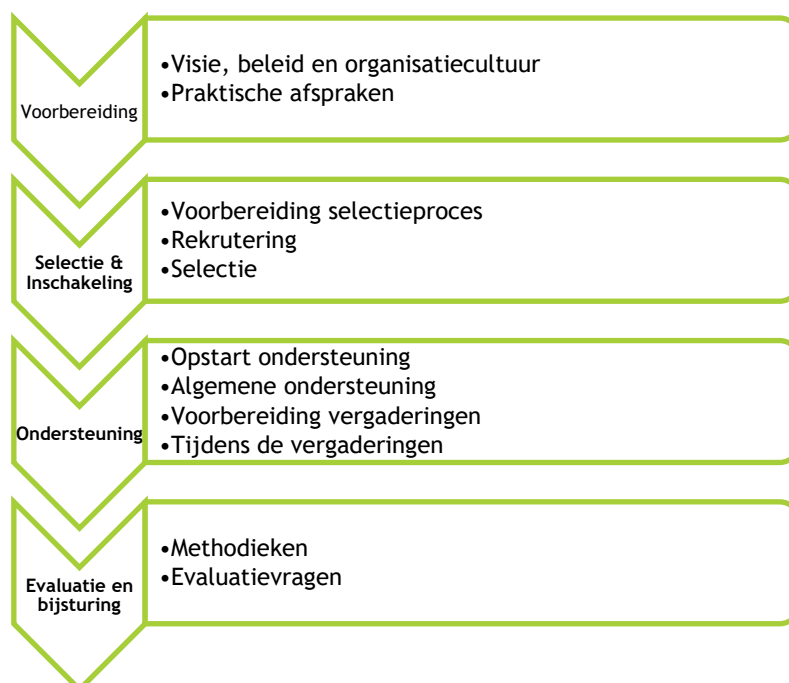 Voorbereiding
•Visie, beleid en organisatiecultuur
•Praktische afspraken
Selectie &
Inschakeling
•Voorbereiding selectieproces
•Rekrutering
•Selectie
Ondersteuning
•Opstart ondersteuning
•Algemene ondersteuning
•Voorbereiding vergaderingen
•Tijdens de vergaderingen
Evaluatie en
bijsturing
•Methodieken
•Evaluatievragen